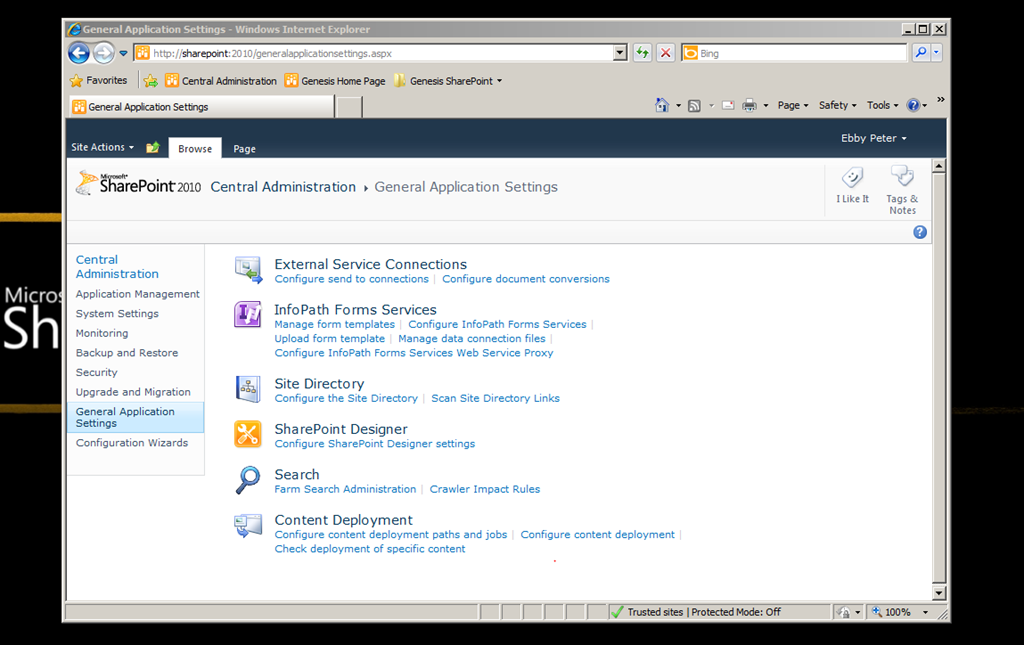 General Application Settings - Windows Internet Explorer
http://sharepoint:2010/generalapplicationsettings.aspx
Bing
Favorites
Central Administration
Genesis Home Page
Genesis SharePoint
General Application Settings
Page
Safety
Tools
Site Actions
Browse
Page
Ebby Peter
Microsoft
SharePoint 2010
Central Administration
General Application Settings
I Like It
Tags &
Notes
Central
Administration
Application Management
System Settings
Monitoring
Backup and Restore
Security
Upgrade and Migration
General Application
Settings
Configuration Wizards
External Service Connections
Configure send to connections | Configure document conversions
InfoPath Forms Services
Manage form templates | Configure InfoPath Forms Services |
Upload form template | Manage data connection files |
Configure InfoPath Forms Services Web Service Proxy
Site Directory
Configure the Site Directory | Scan Site Directory Links
SharePoint Designer
Configure SharePoint Designer settings
Search
Farm Search Administration | Crawler Impact Rules
Content Deployment
Configure content deployment paths and jobs | Configure content deployment |
Check deployment of specific content
Trusted sites | Protected Mode: Off
100%
Micros
Sh